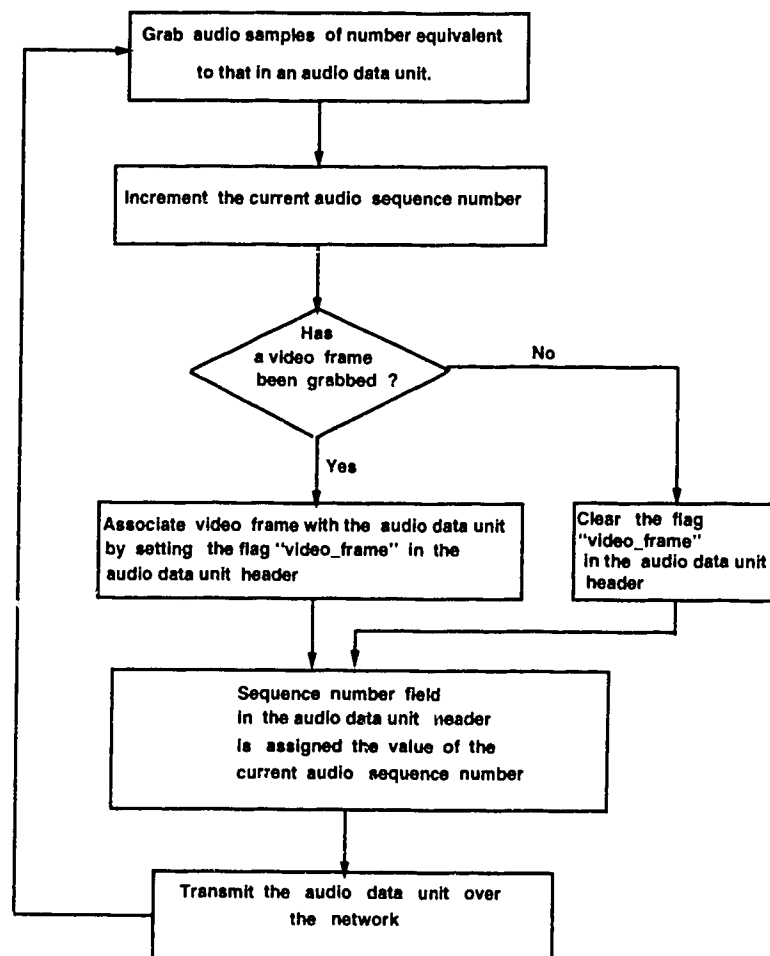 Grab audio samples of number equivalent
to that in an audio data unit.
Increment the current audio sequence number
Has
a video frame
been grabbed ?
No
Yes
Associate video frame with the audio data unit
by setting the flag "video_frame" in the
audio data unit header
Clear the flag
"video_frame"
in the audio data unit
header
Sequence number field
in the audio data unit header
is assigned the value of the
current audio sequence number
Transmit the audio data unit over
the network